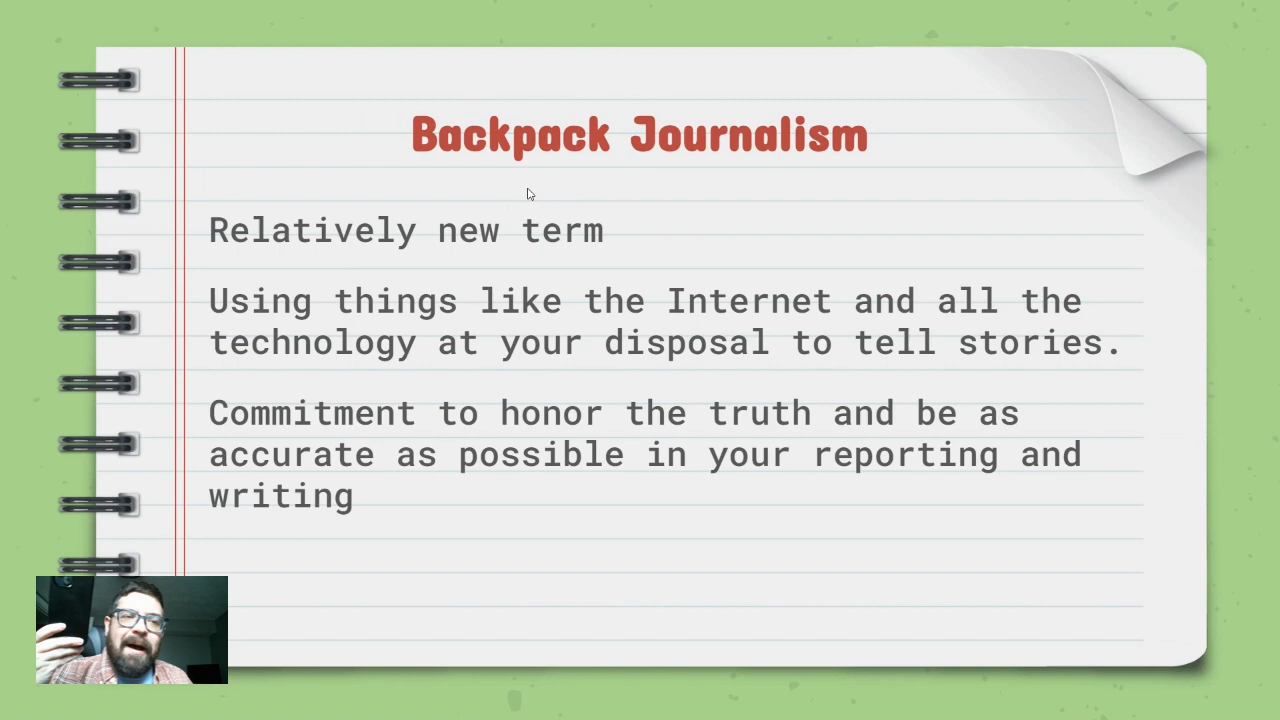 Backpack Journalism
Relatively new term
Using things like the Internet and all the
technology at your disposal to tell stories.
Commitment to honor the truth and be as
accurate as possible in your reporting and
writing